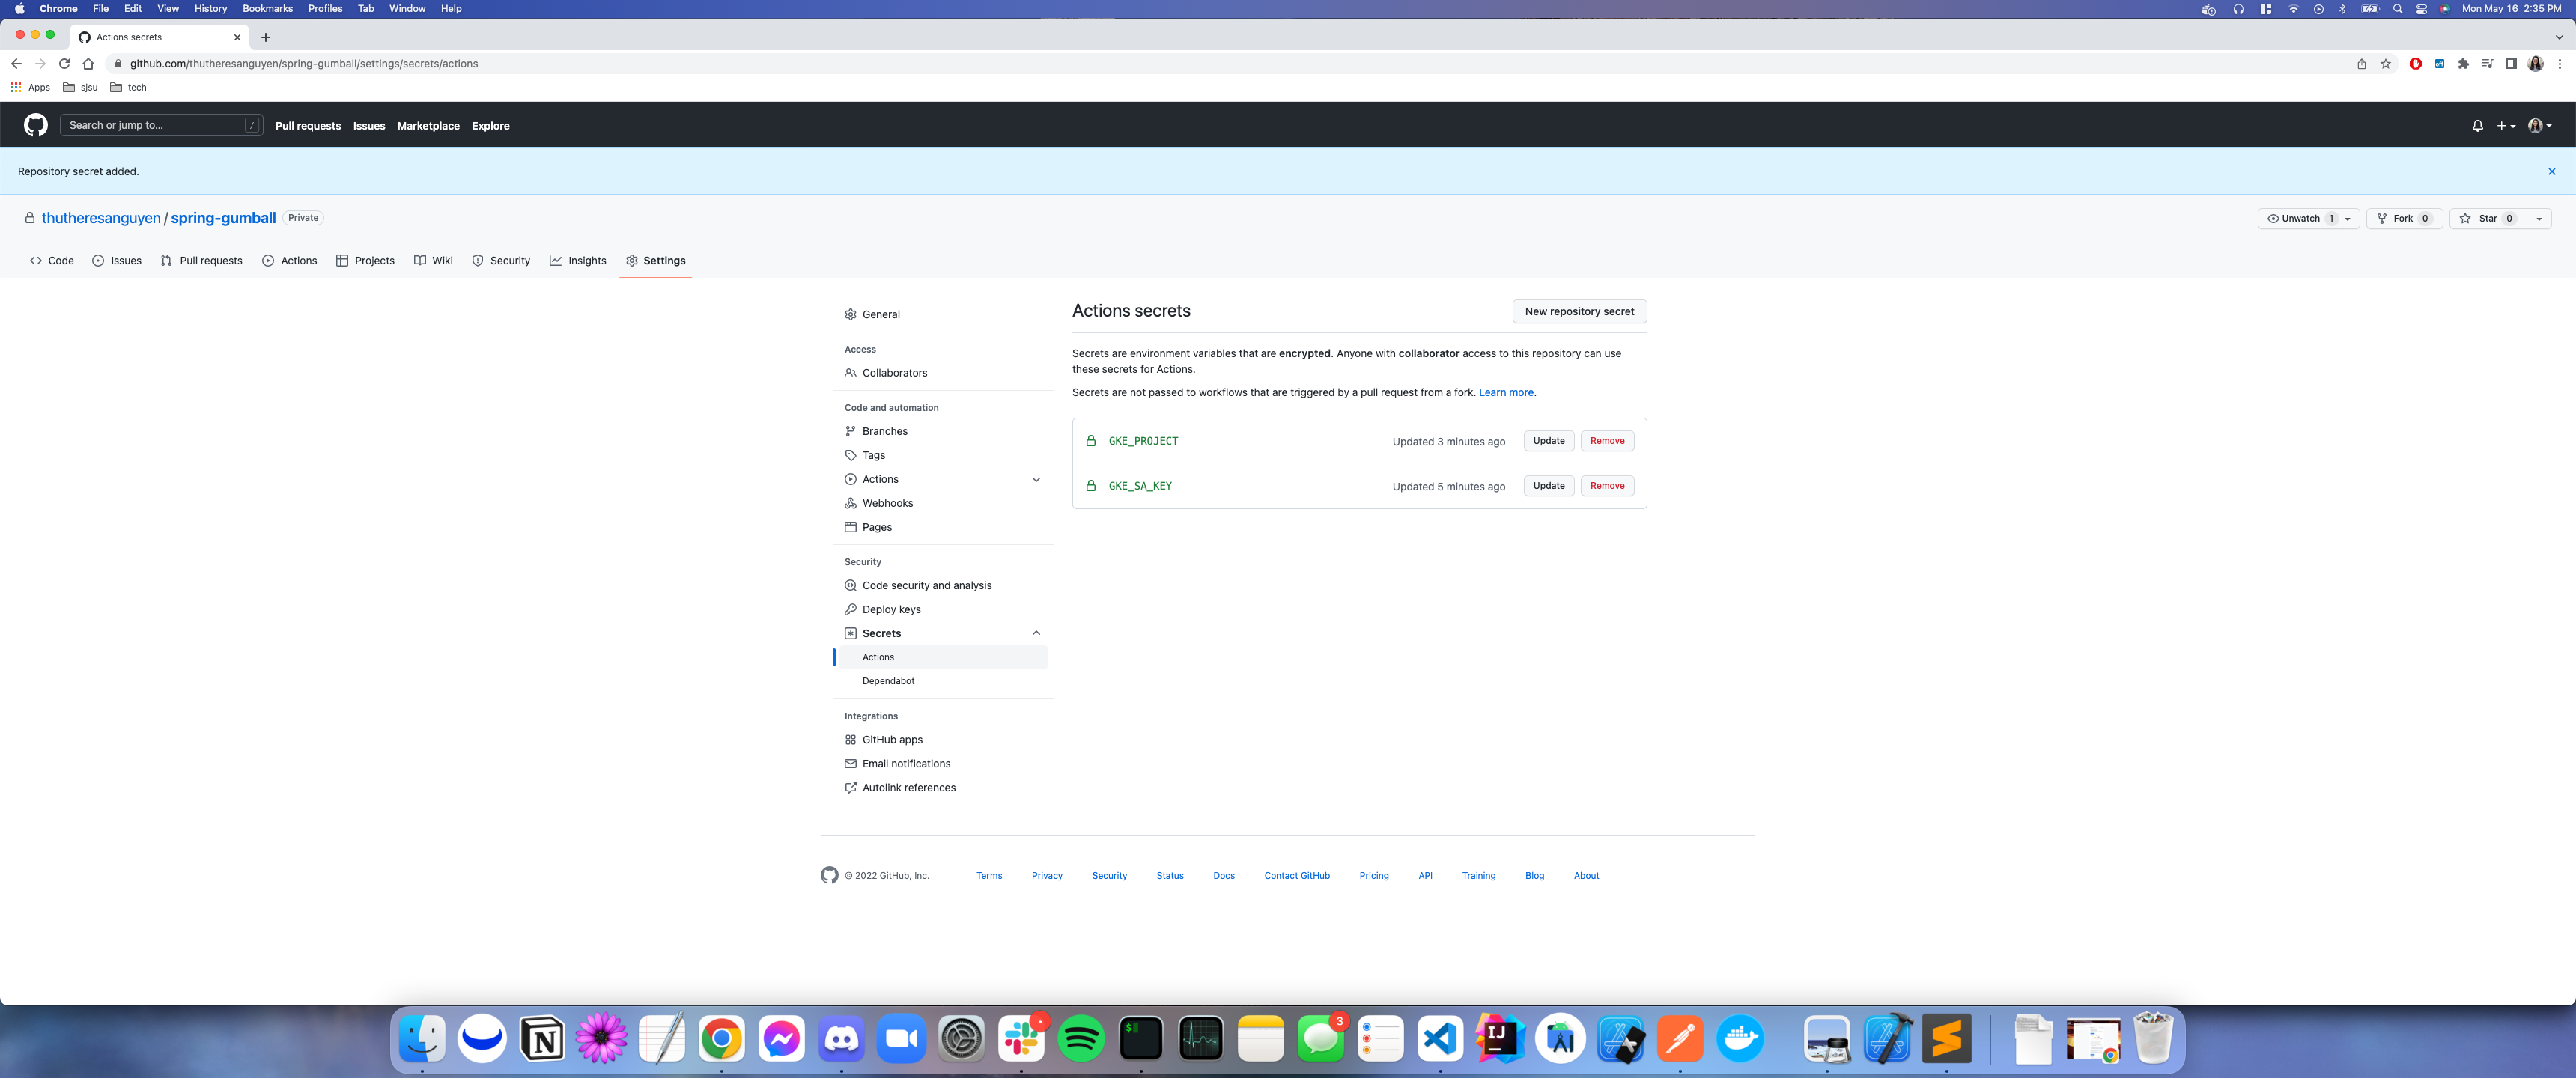 Chrome File Edit View History Bookmarks Profiles Tab Window Help Mon May 16 2:35 PM
Actions secrets
github.com/thutheresanguyen/spring-gumball/settings/secrets/actions
Apps sjsu tech
Search or jump to... / Pull requests Issues Marketplace Explore
Repository secret added.
thutheresanguyen / spring-gumball Private Unwatch 1 Fork 0 Star 0
Code Issues Pull requests Actions Projects Wiki Security Insights Settings
General
Access
Collaborators
Code and automation
Branches
Tags
Actions
Webhooks
Pages
Security
Code security and analysis
Deploy keys
Secrets
Actions
Dependabot
Integrations
GitHub apps
Email notifications
Autolink references
Actions secrets New repository secret
Secrets are environment variables that are encrypted. Anyone with collaborator access to this repository can use
these secrets for Actions.
Secrets are not passed to workflows that are triggered by a pull request from a fork. Learn more.
GKE_PROJECT Updated 3 minutes ago Update Remove
GKE_SA_KEY Updated 5 minutes ago Update Remove
© 2022 GitHub, Inc. Terms Privacy Security Status Docs Contact GitHub Pricing API Training Blog About
3
IJ